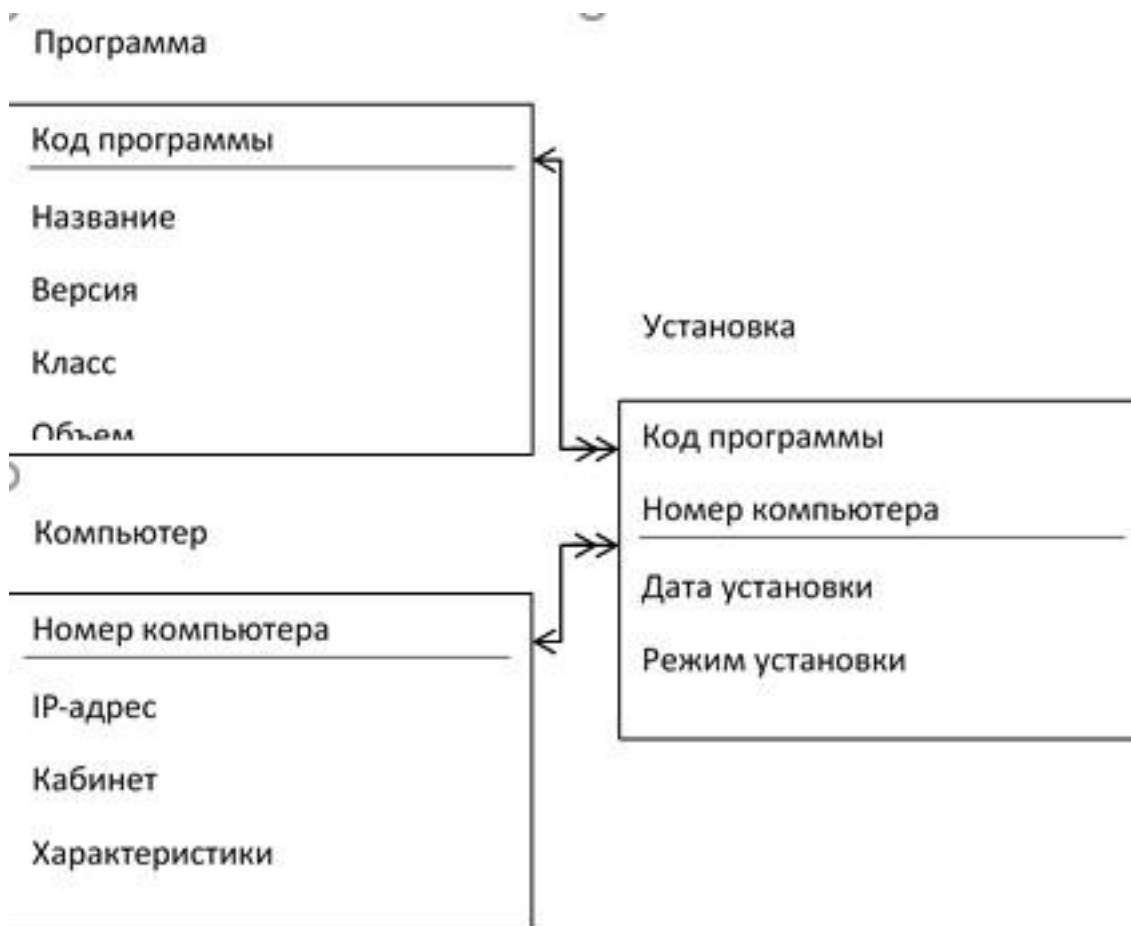 Программа
Код программы
Название
Версия
Класс
Объем
Компьютер
Номер компьютера
IP-адрес
Кабинет
Характеристики
Установка
Код программы
Номер компьютера
Дата установки
Режим установки